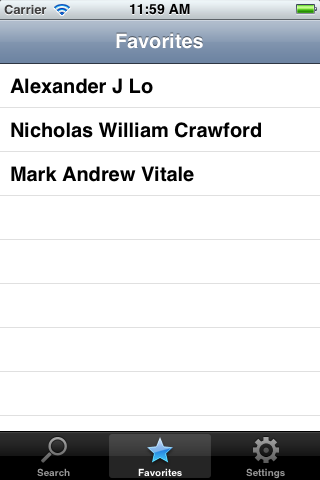 Carrier 11:59 AM
Favorites
Alexander J Lo
Nicholas William Crawford
Mark Andrew Vitale
Search Favorites Settings